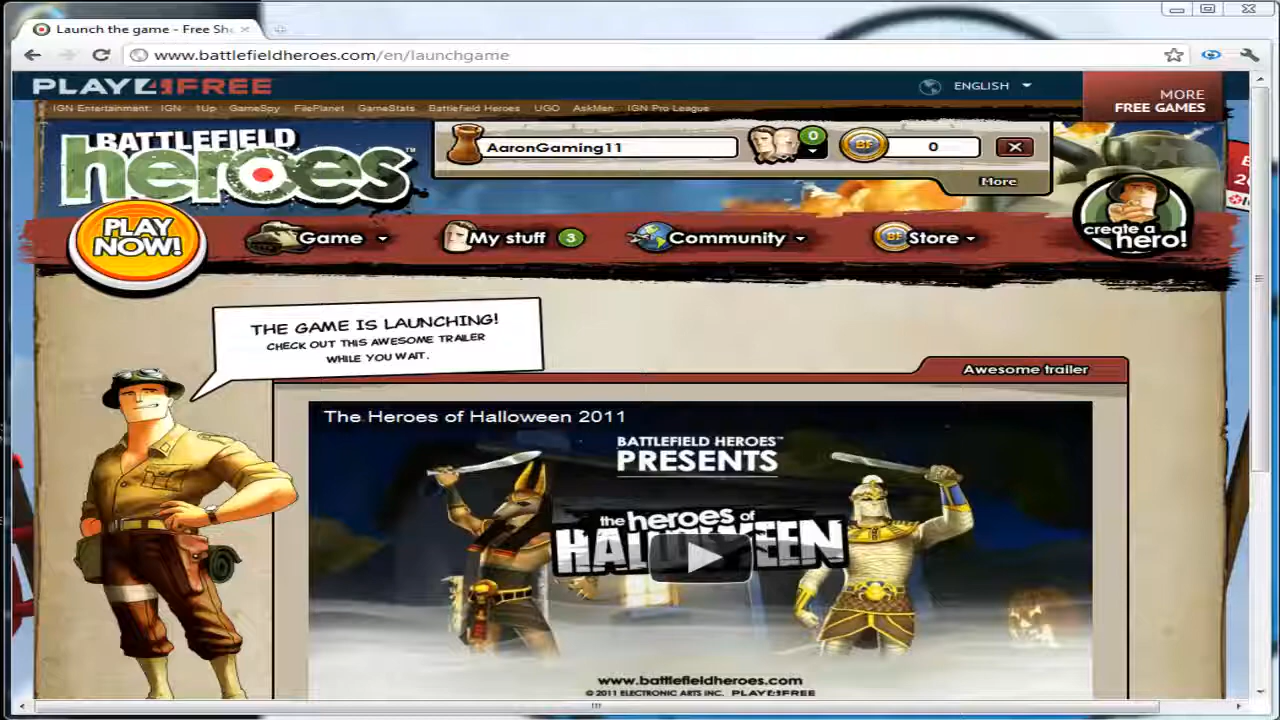 Launch the game - Free Sh
www.battlefieldheroes.com/en/launchgame
PLAY4FREE
ENGLISH
MORE
FREE GAMES
IGN Entertainment: IGN 1Up GameSpy FilePlanet GameStats Battlefield Heroes UGO AskMen IGN Pro League
BATTLEFIELD
heroes
AaronGaming11
0
BF
0
More
PLAY
NOW!
Game
My stuff 3
Community
BF Store
create a
hero!
THE GAME IS LAUNCHING!
CHECK OUT THIS AWESOME TRAILER
WHILE YOU WAIT.
Awesome trailer
The Heroes of Halloween 2011
BATTLEFIELD HEROES™
PRESENTS
the heroes of
HALLOWEEN
www.battlefieldheroes.com
© 2011 ELECTRONIC ARTS INC. PLAY4FREE